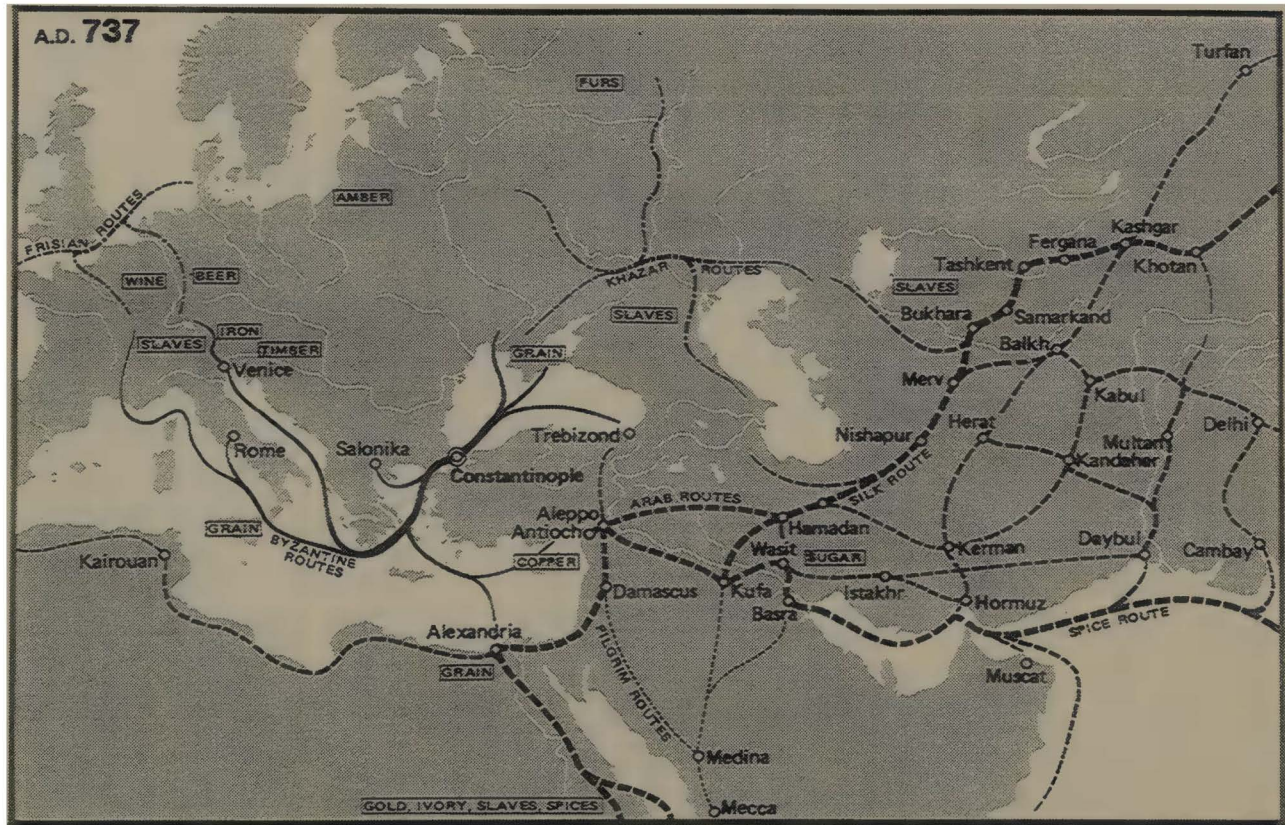 A.D. 737
Turfan
FURS
AMBER
FRISIAN ROUTES
WINE
BEER
KHAZAR ROUTES
Kashgar
Fergana
Tashkent
Khotan
SLAVES
Bukhara
Samarkand
SLAVES
IRON
SLAVES
TIMBER
GRAIN
Balkh
Venice
Merv
Kabul
Rome
Salonika
Trebizond
Nishapur
Herat
Multan
Delhi
Constantinople
Kandaher
SILK ROUTE
ARAB ROUTES
Aleppo
Antioch
Hamadan
GRAIN
BYZANTINE
ROUTES
Kairouan
COPPER
Wasit
SUGAR
Kerman
Daybul
Cambay
Damascus
Kufa
Istakhr
Basra
Hormuz
Alexandria
GRAIN
PILGRIM ROUTES
SPICE ROUTE
Muscat
Medina
GOLD, IVORY, SLAVES, SPICES
Mecca